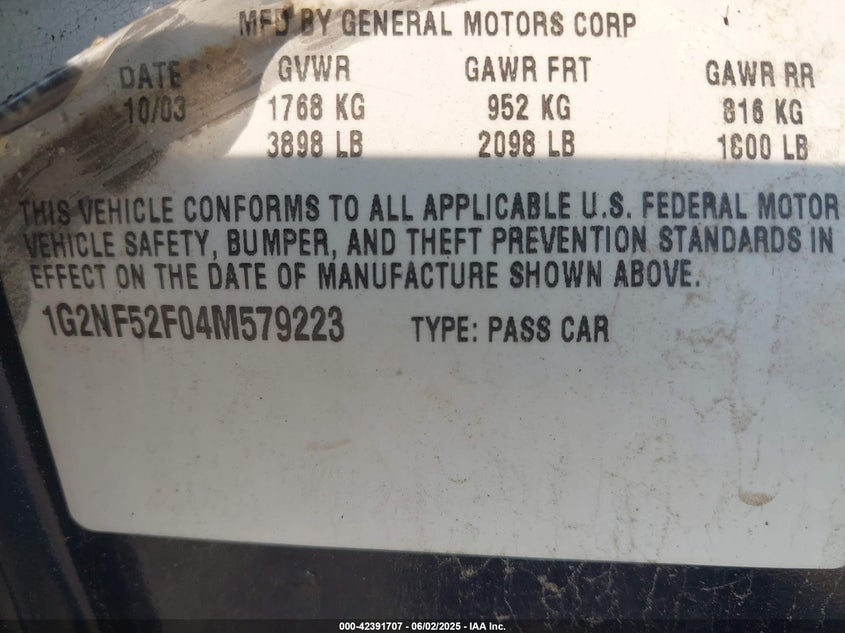 MFD BY GENERAL MOTORS CORP
DATE GVWR GAWR FRT GAWR RR
10/03 1768 KG 952 KG 816 KG
3898 LB 2098 LB 1800 LB
THIS VEHICLE CONFORMS TO ALL APPLICABLE U.S. FEDERAL MOTOR
VEHICLE SAFETY, BUMPER, AND THEFT PREVENTION STANDARDS IN
EFFECT ON THE DATE OF MANUFACTURE SHOWN ABOVE.
1G2NF52F04M579223 TYPE: PASS CAR
000-42391707 - 06/02/2025 - IAA Inc.